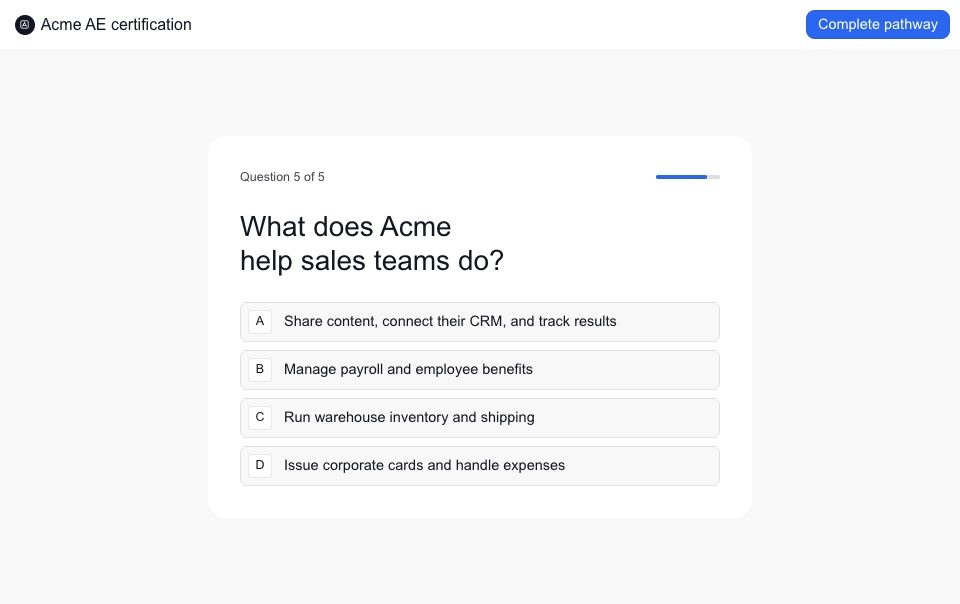 Acme AE certification
Complete pathway
Question 5 of 5
What does Acme
help sales teams do?
A Share content, connect their CRM, and track results
B Manage payroll and employee benefits
C Run warehouse inventory and shipping
D Issue corporate cards and handle expenses